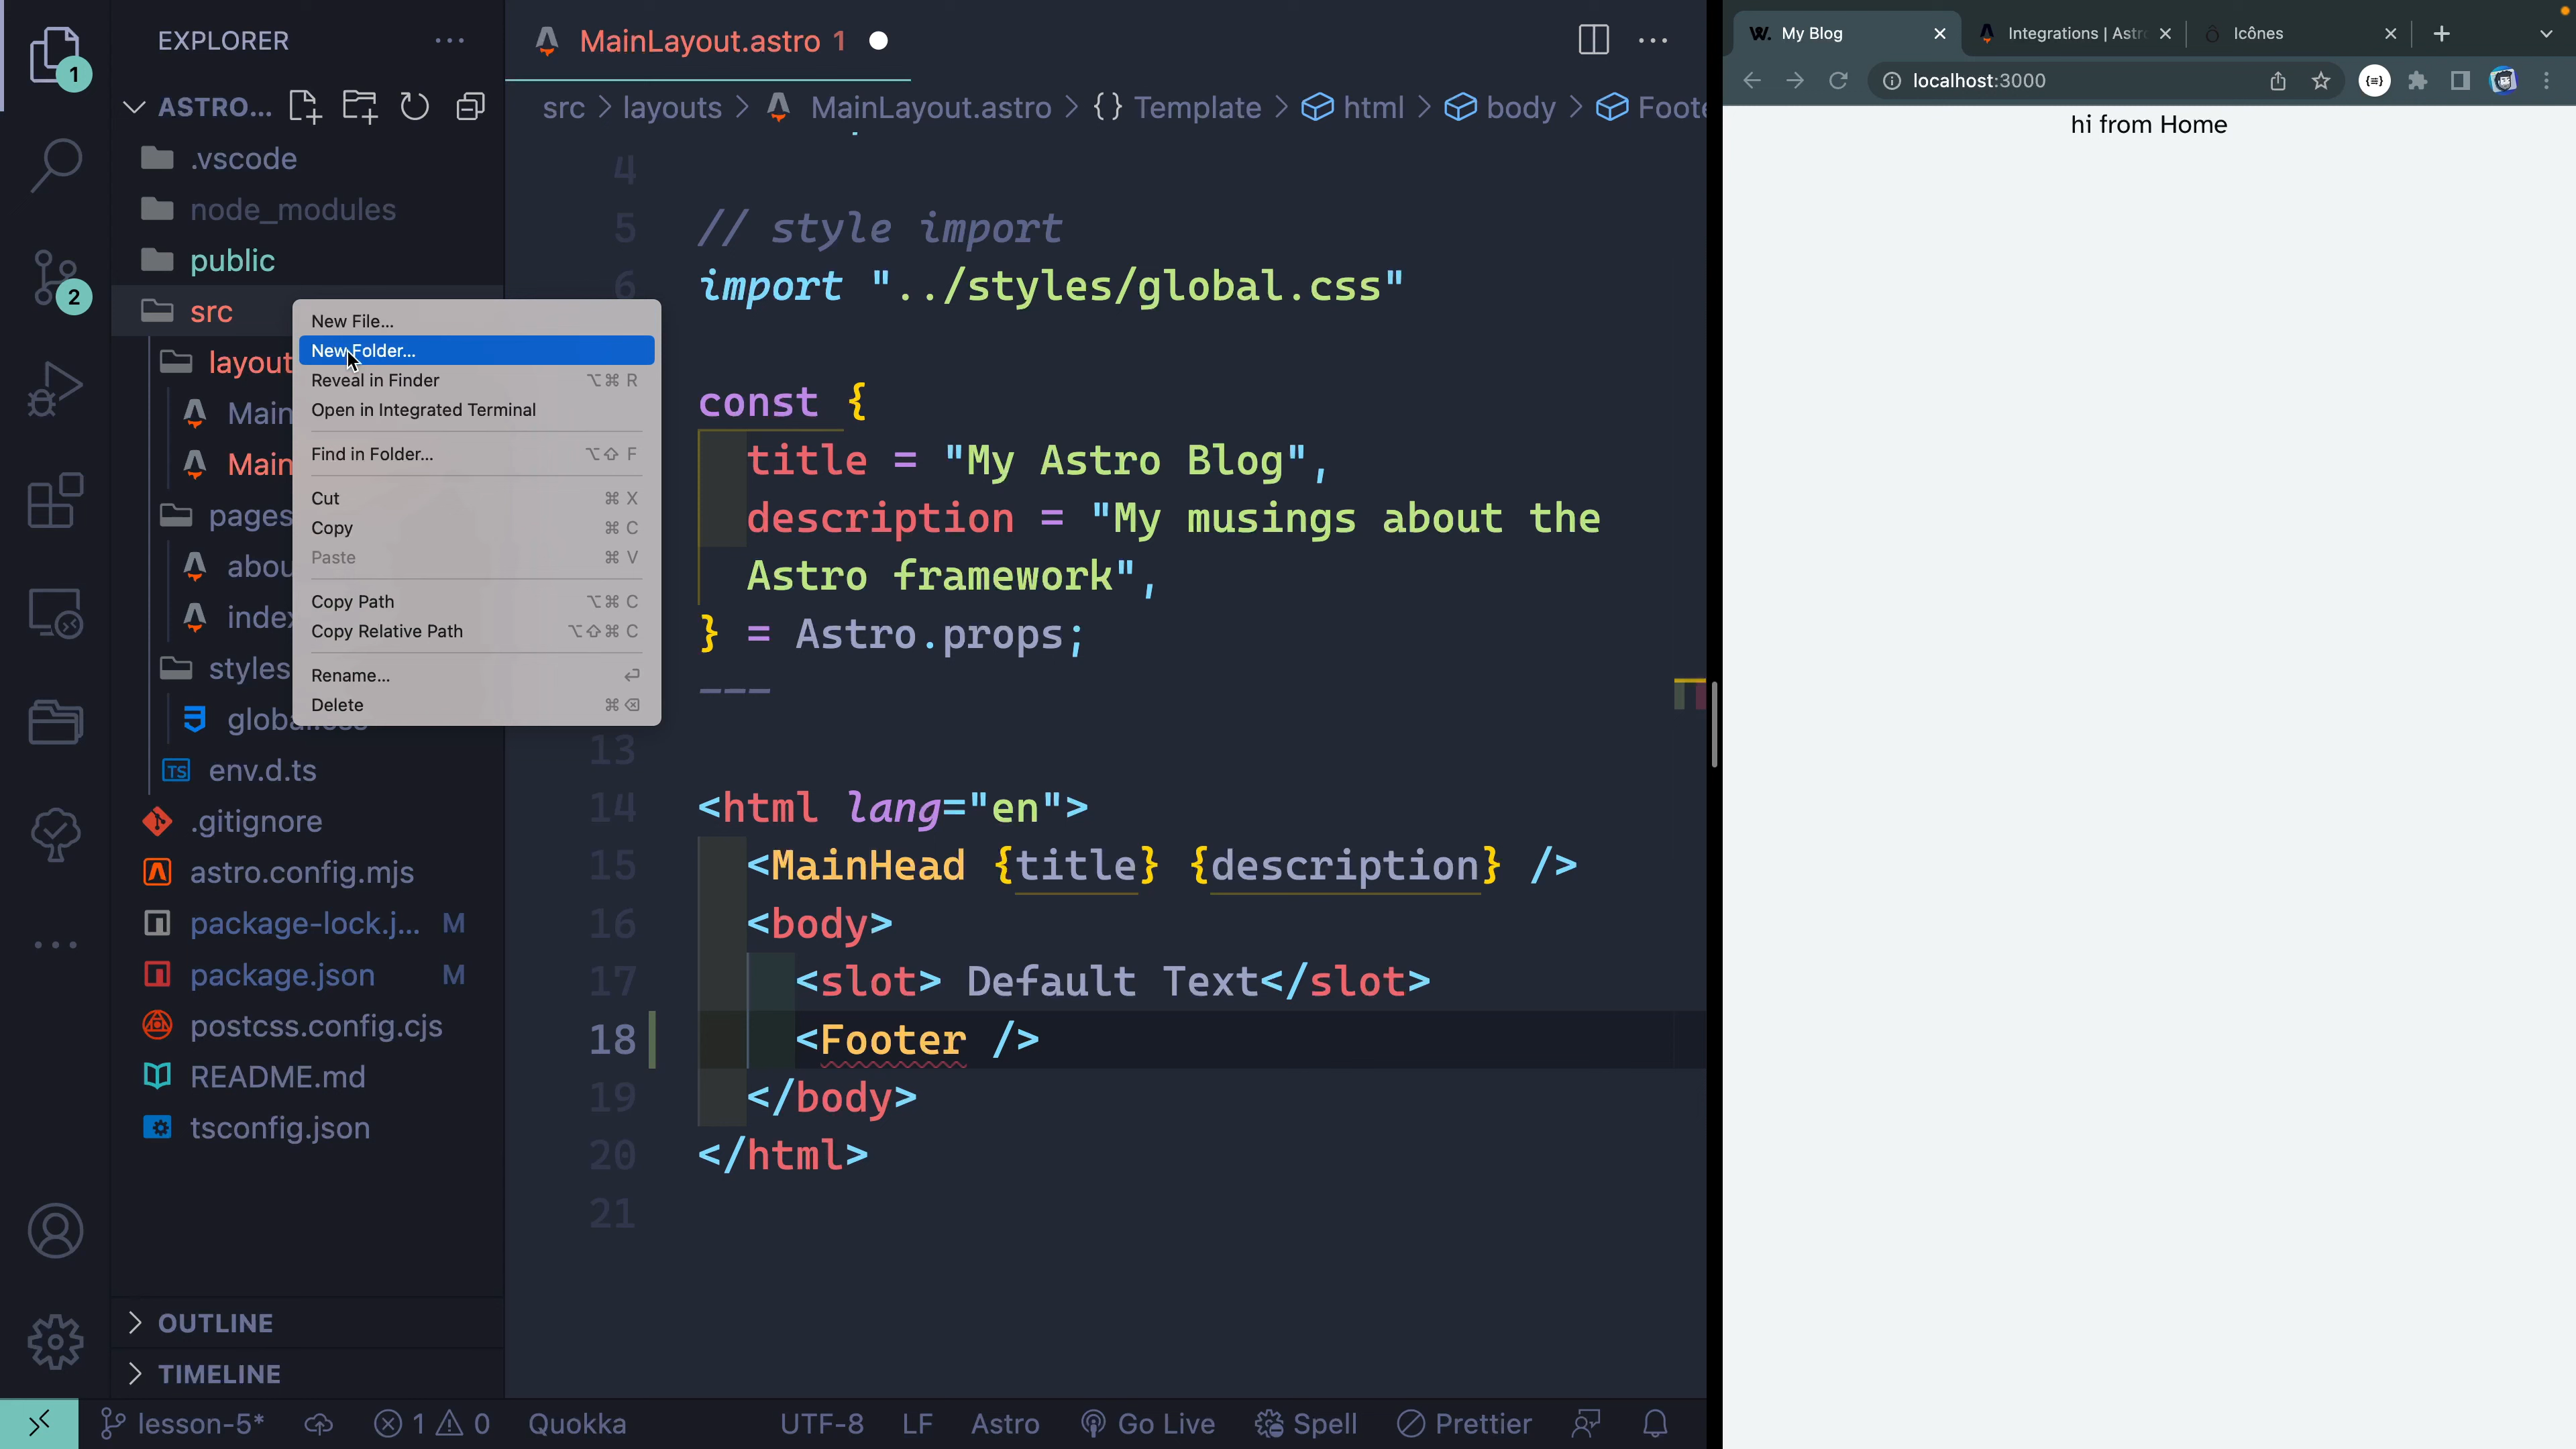 EXPLORER
ASTRO...
.vscode
node_modules
public
src
layout
Main
Main
pages
abou
index
styles
env.d.ts
.gitignore
astro.config.mjs
package-lock.j... M
package.json M
postcss.config.cjs
README.md
tsconfig.json
OUTLINE
TIMELINE
1
2
New File...
New Folder...
Reveal in Finder ⌥⌘ R
Open in Integrated Terminal
Find in Folder... ⌥⇧ F
Cut ⌘ X
Copy ⌘ C
Paste ⌘ V
Copy Path ⌥⌘ C
Copy Relative Path ⌥⇧⌘ C
Rename... ↵
Delete ⌘⌫
MainLayout.astro 1
src > layouts > MainLayout.astro > {} Template > html > body > Foote
4
5 // style import
6 import "../styles/global.css"
const {
title = "My Astro Blog",
description = "My musings about the
Astro framework",
} = Astro.props;
---
13
14 <html lang="en">
15 <MainHead {title} {description} />
16 <body>
17 <slot> Default Text</slot>
18 <Footer />
19 </body>
20 </html>
21
lesson-5* 1 0 Quokka UTF-8 LF Astro Go Live Spell Prettier
W. My Blog
Integrations | Astr
Icônes
localhost:3000
hi from Home